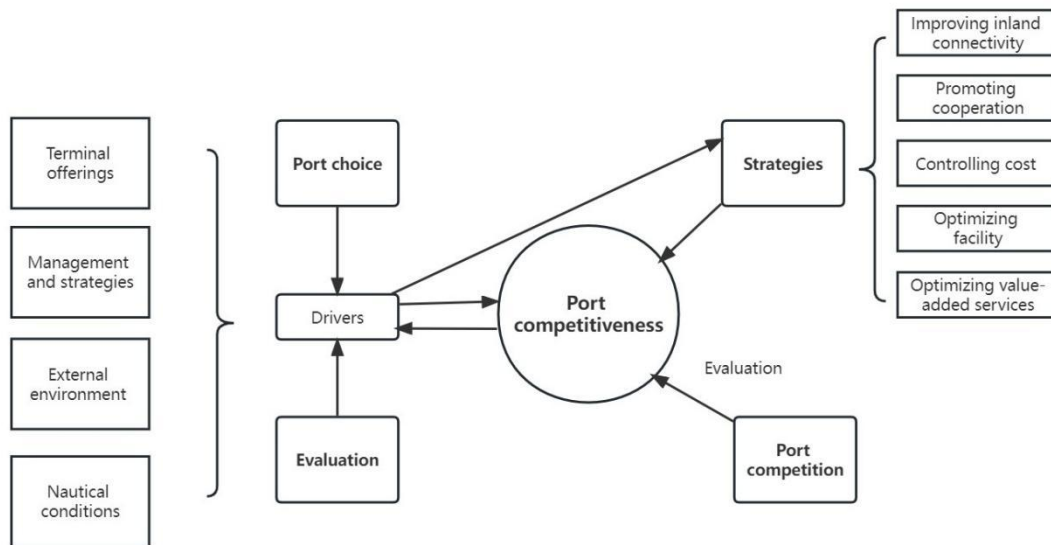 Terminal
offerings
Management
and strategies
External
environment
Nautical
conditions
Port choice
Drivers
Evaluation
Port
competitiveness
Strategies
Evaluation
Port
competition
Improving inland
connectivity
Promoting
cooperation
Controlling cost
Optimizing
facility
Optimizing value-
added services